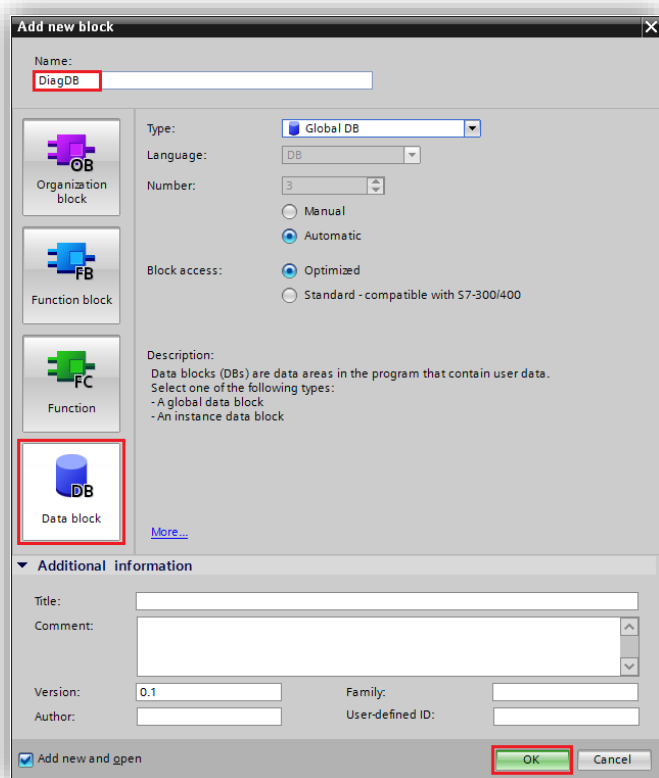 Add new block
Name:
DiagDB
OB
Organization
block
FB
Function block
FC
Function
DB
Data block
Type:
Global DB
Language:
DB
Number:
3
Manual
Automatic
Block access:
Optimized
Standard - compatible with S7-300/400
Description:
Data blocks (DBs) are data areas in the program that contain user data.
Select one of the following types:
- A global data block
- An instance data block
More...
Additional information
Title:
Comment:
Version:
0.1
Family:
Author:
User-defined ID:
Add new and open
OK
Cancel